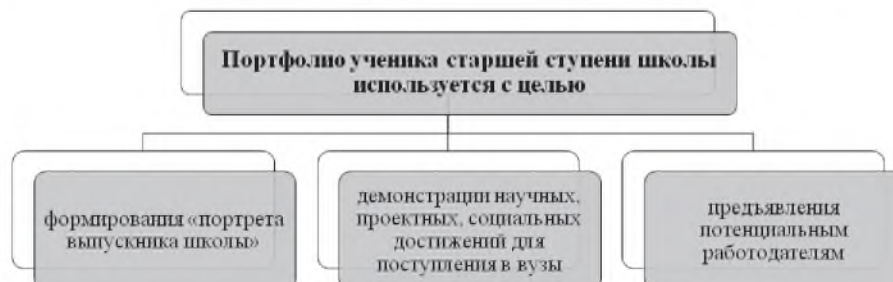 Портфолио ученика старшей ступени школы
используется с целью
формирования «портрета
выпускника школы»
демонстрации научных,
проектных, социальных
достижений для
поступления в вузы
предъявления
потенциальным
работодателям